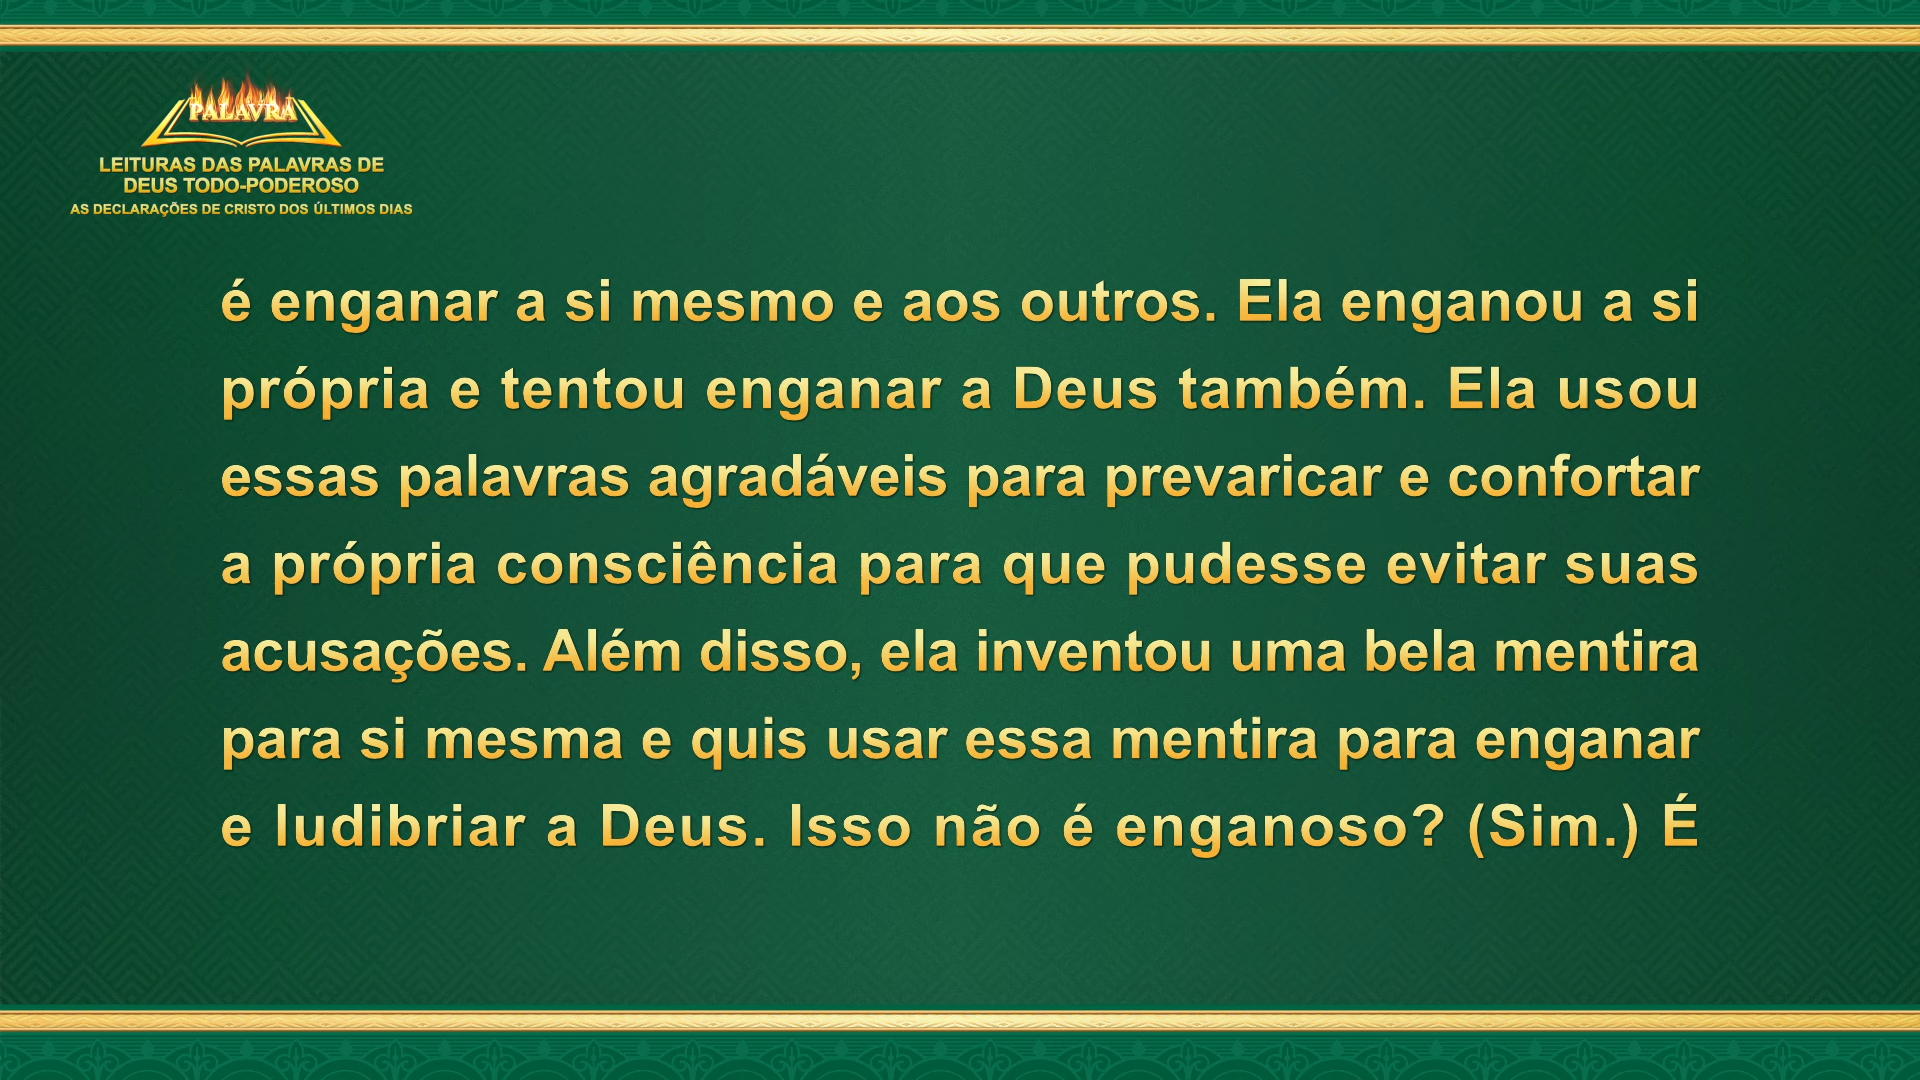 PALAVRA
LEITURAS DAS PALAVRAS DE
DEUS TODO-PODEROSO
AS DECLARAÇÕES DE CRISTO DOS ÚLTIMOS DIAS
é enganar a si mesmo e aos outros. Ela enganou a si
própria e tentou enganar a Deus também. Ela usou
essas palavras agradáveis para prevaricar e confortar
a própria consciência para que pudesse evitar suas
acusações. Além disso, ela inventou uma bela mentira
para si mesma e quis usar essa mentira para enganar
e ludibriar a Deus. Isso não é enganoso? (Sim.) É